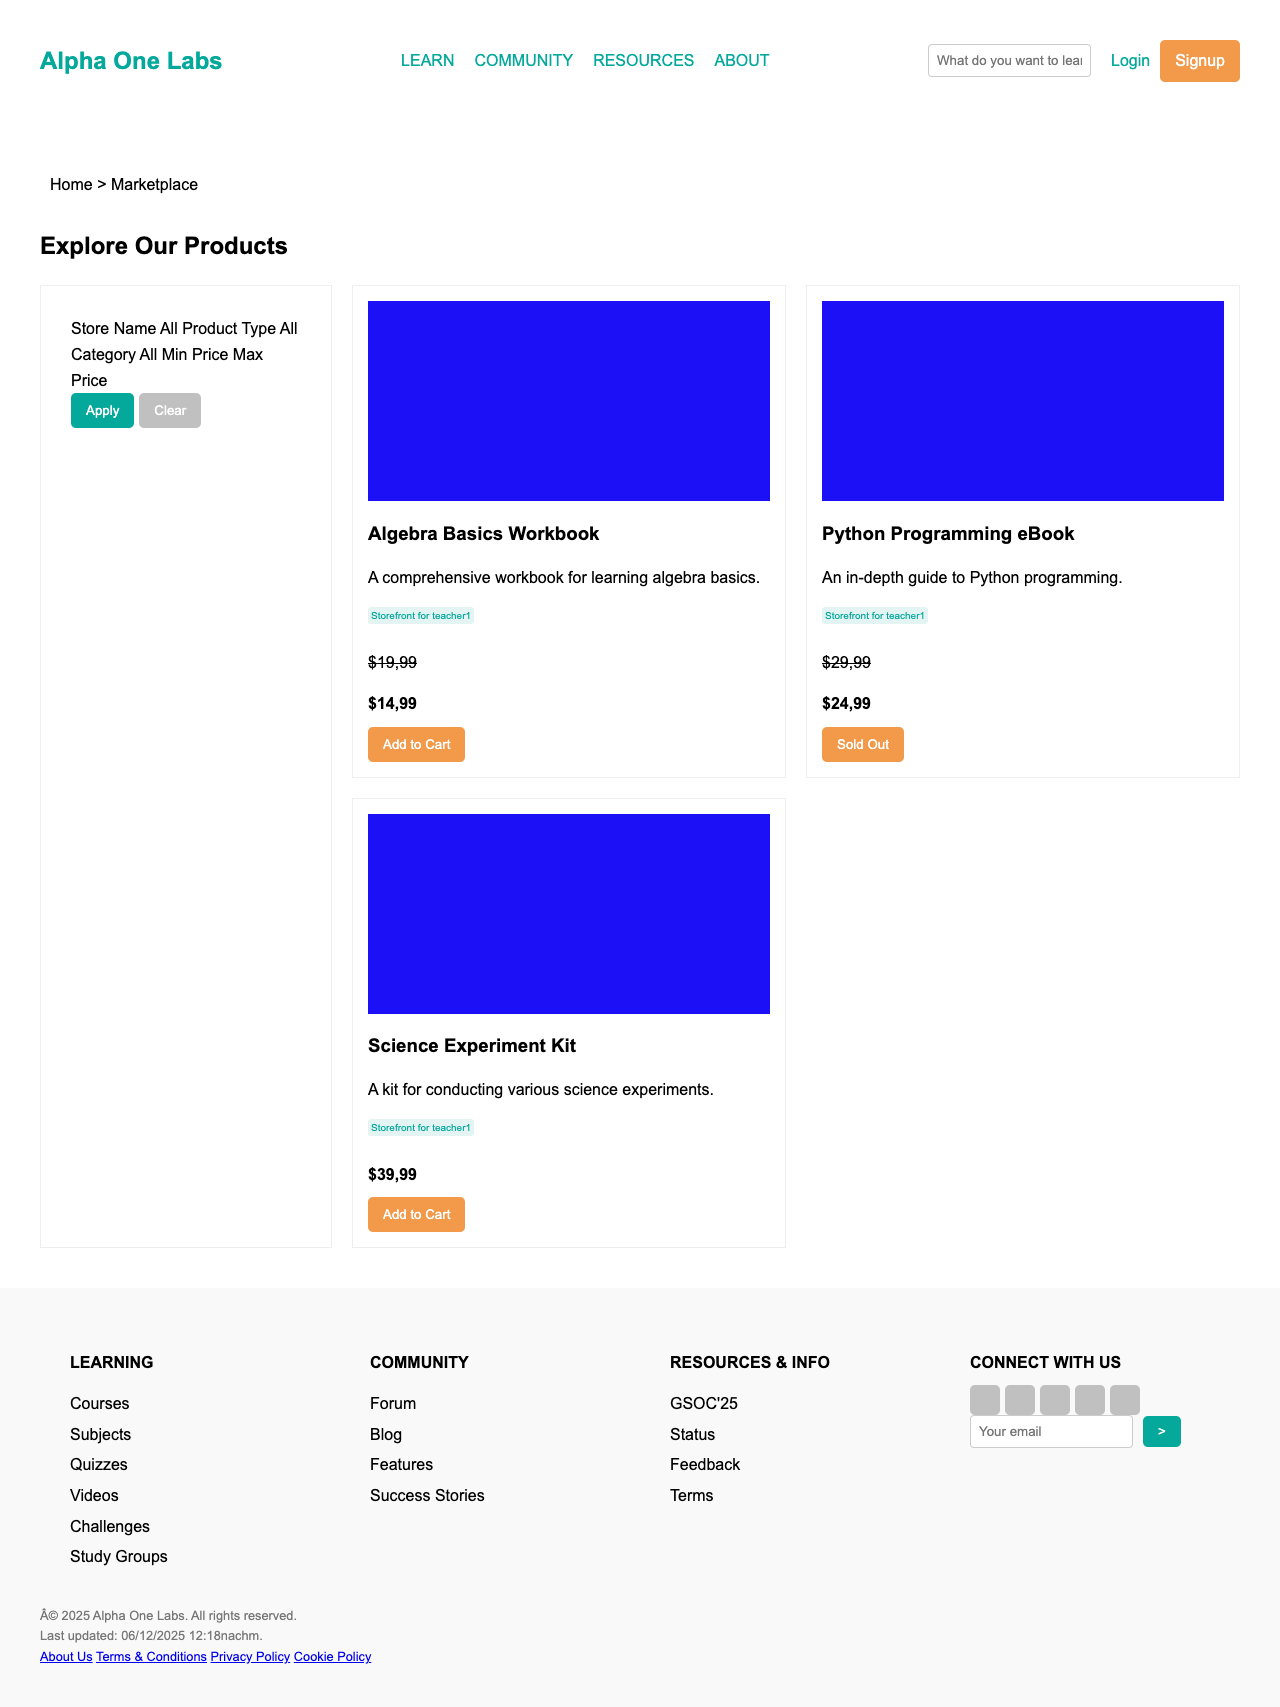 Alpha One Labs
LEARN COMMUNITY RESOURCES ABOUT
What do you want to lear
Login Signup
Home > Marketplace
Explore Our Products
Store Name All Product Type All
Category All Min Price Max
Price
Apply Clear
Algebra Basics Workbook
A comprehensive workbook for learning algebra basics.
Storefront for teacher1
$19,99
$14,99
Add to Cart
Python Programming eBook
An in-depth guide to Python programming.
Storefront for teacher1
$29,99
$24,99
Sold Out
Science Experiment Kit
A kit for conducting various science experiments.
Storefront for teacher1
$39,99
Add to Cart
LEARNING
Courses
Subjects
Quizzes
Videos
Challenges
Study Groups
COMMUNITY
Forum
Blog
Features
Success Stories
RESOURCES & INFO
GSOC'25
Status
Feedback
Terms
CONNECT WITH US
Your email >
Â© 2025 Alpha One Labs. All rights reserved.
Last updated: 06/12/2025 12:18nachm.
About Us Terms & Conditions Privacy Policy Cookie Policy